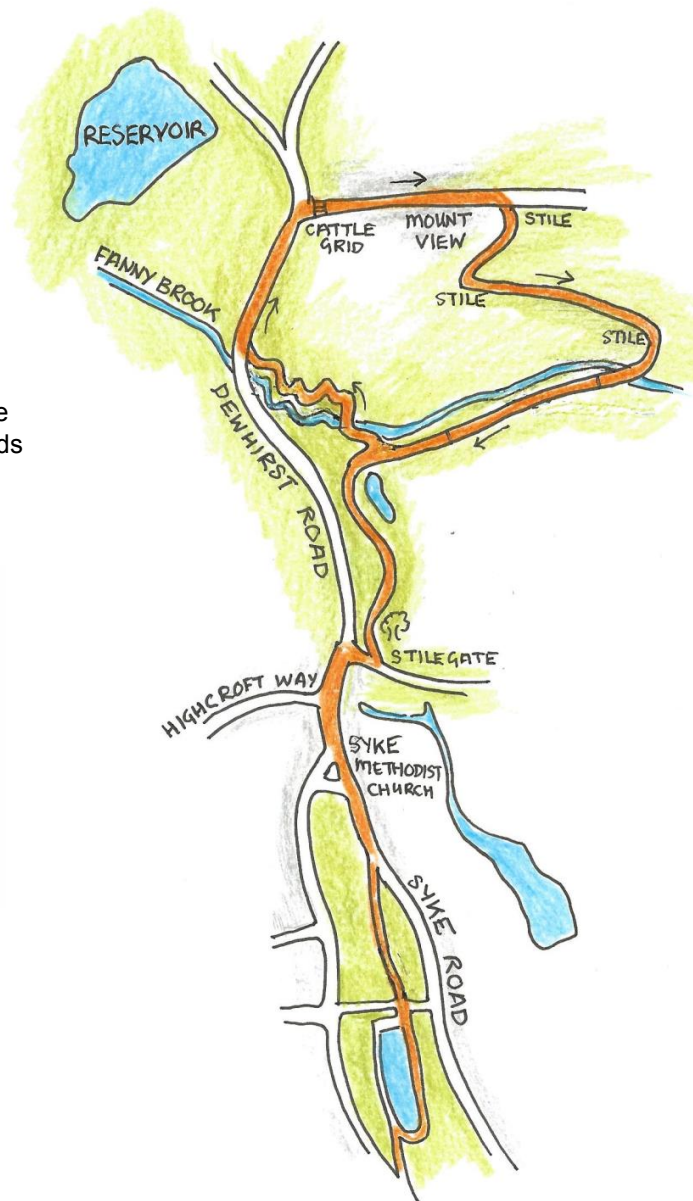 RESERVOIR
CATTLE
GRID
MOUNT
VIEW
STILE
FANNY BROOK
STILE
STILE
e
ds
DEWHIRST ROAD
STILEGATE
HIGHCROFT WAY
SYKE
METHODIST
CHURCH
SYKE ROAD